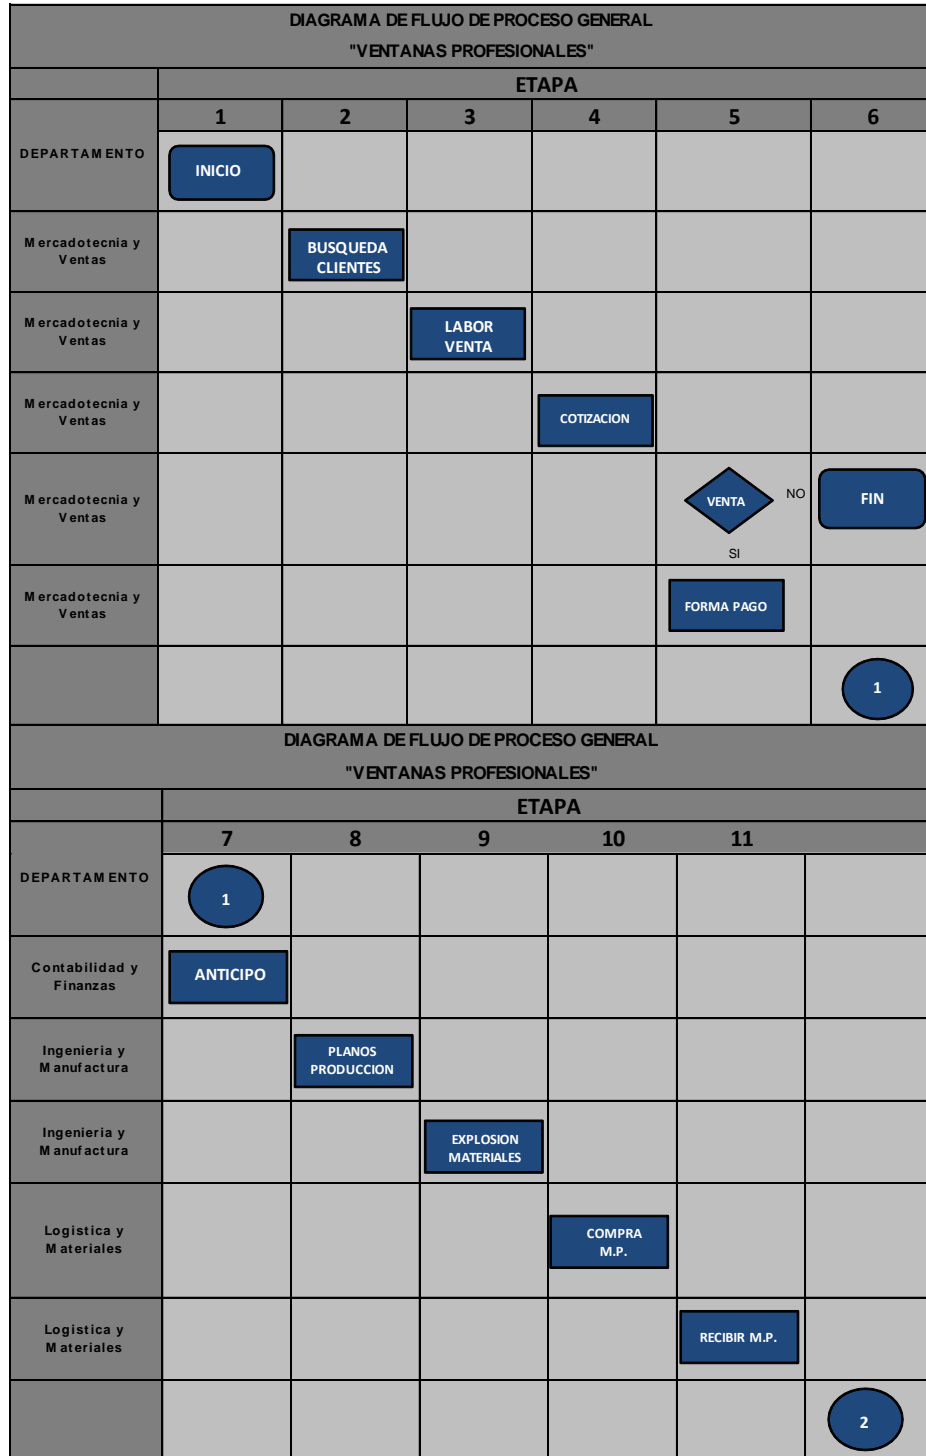 DIAGRAMA DE FLUJO DE PROCESO GENERAL
"VENTANAS PROFESIONALES"
ETAPA
1 2 3 4 5 6
DEPARTAMENTO
INICIO
Mercadotecnia y
Ventas
BUSQUEDA
CLIENTES
Mercadotecnia y
Ventas
LABOR
VENTA
Mercadotecnia y
Ventas
COTIZACION
Mercadotecnia y
Ventas
VENTA
NO
FIN
SI
Mercadotecnia y
Ventas
FORMA PAGO
1
DIAGRAMA DE FLUJO DE PROCESO GENERAL
"VENTANAS PROFESIONALES"
ETAPA
7 8 9 10 11
DEPARTAMENTO
1
Contabilidad y
Finanzas
ANTICIPO
Ingenieria y
Manufactura
PLANOS
PRODUCCION
Ingenieria y
Manufactura
EXPLOSION
MATERIALES
Logistica y
Materiales
COMPRA
M.P.
Logistica y
Materiales
RECIBIR M.P.
2